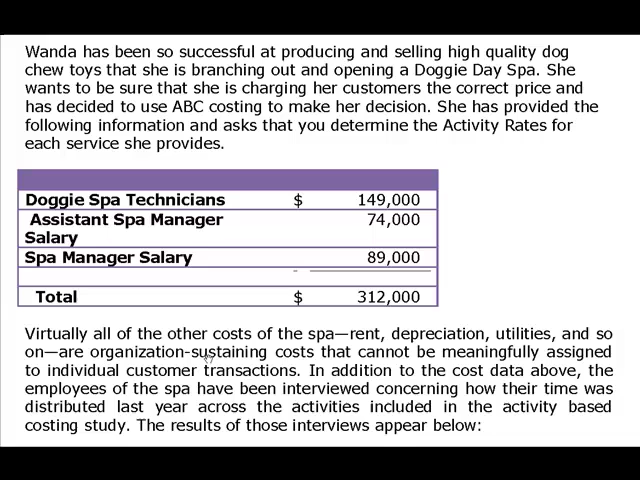 Wanda has been so successful at producing and selling high quality dog
chew toys that she is branching out and opening a Doggie Day Spa. She
wants to be sure that she is charging her customers the correct price and
has decided to use ABC costing to make her decision. She has provided the
following information and asks that you determine the Activity Rates for
each service she provides.
Doggie Spa Technicians $ 149,000
Assistant Spa Manager 74,000
Salary
Spa Manager Salary 89,000
Total $ 312,000
Virtually all of the other costs of the spa—rent, depreciation, utilities, and so
on—are organization-sustaining costs that cannot be meaningfully assigned
to individual customer transactions. In addition to the cost data above, the
employees of the spa have been interviewed concerning how their time was
distributed last year across the activities included in the activity based
costing study. The results of those interviews appear below: